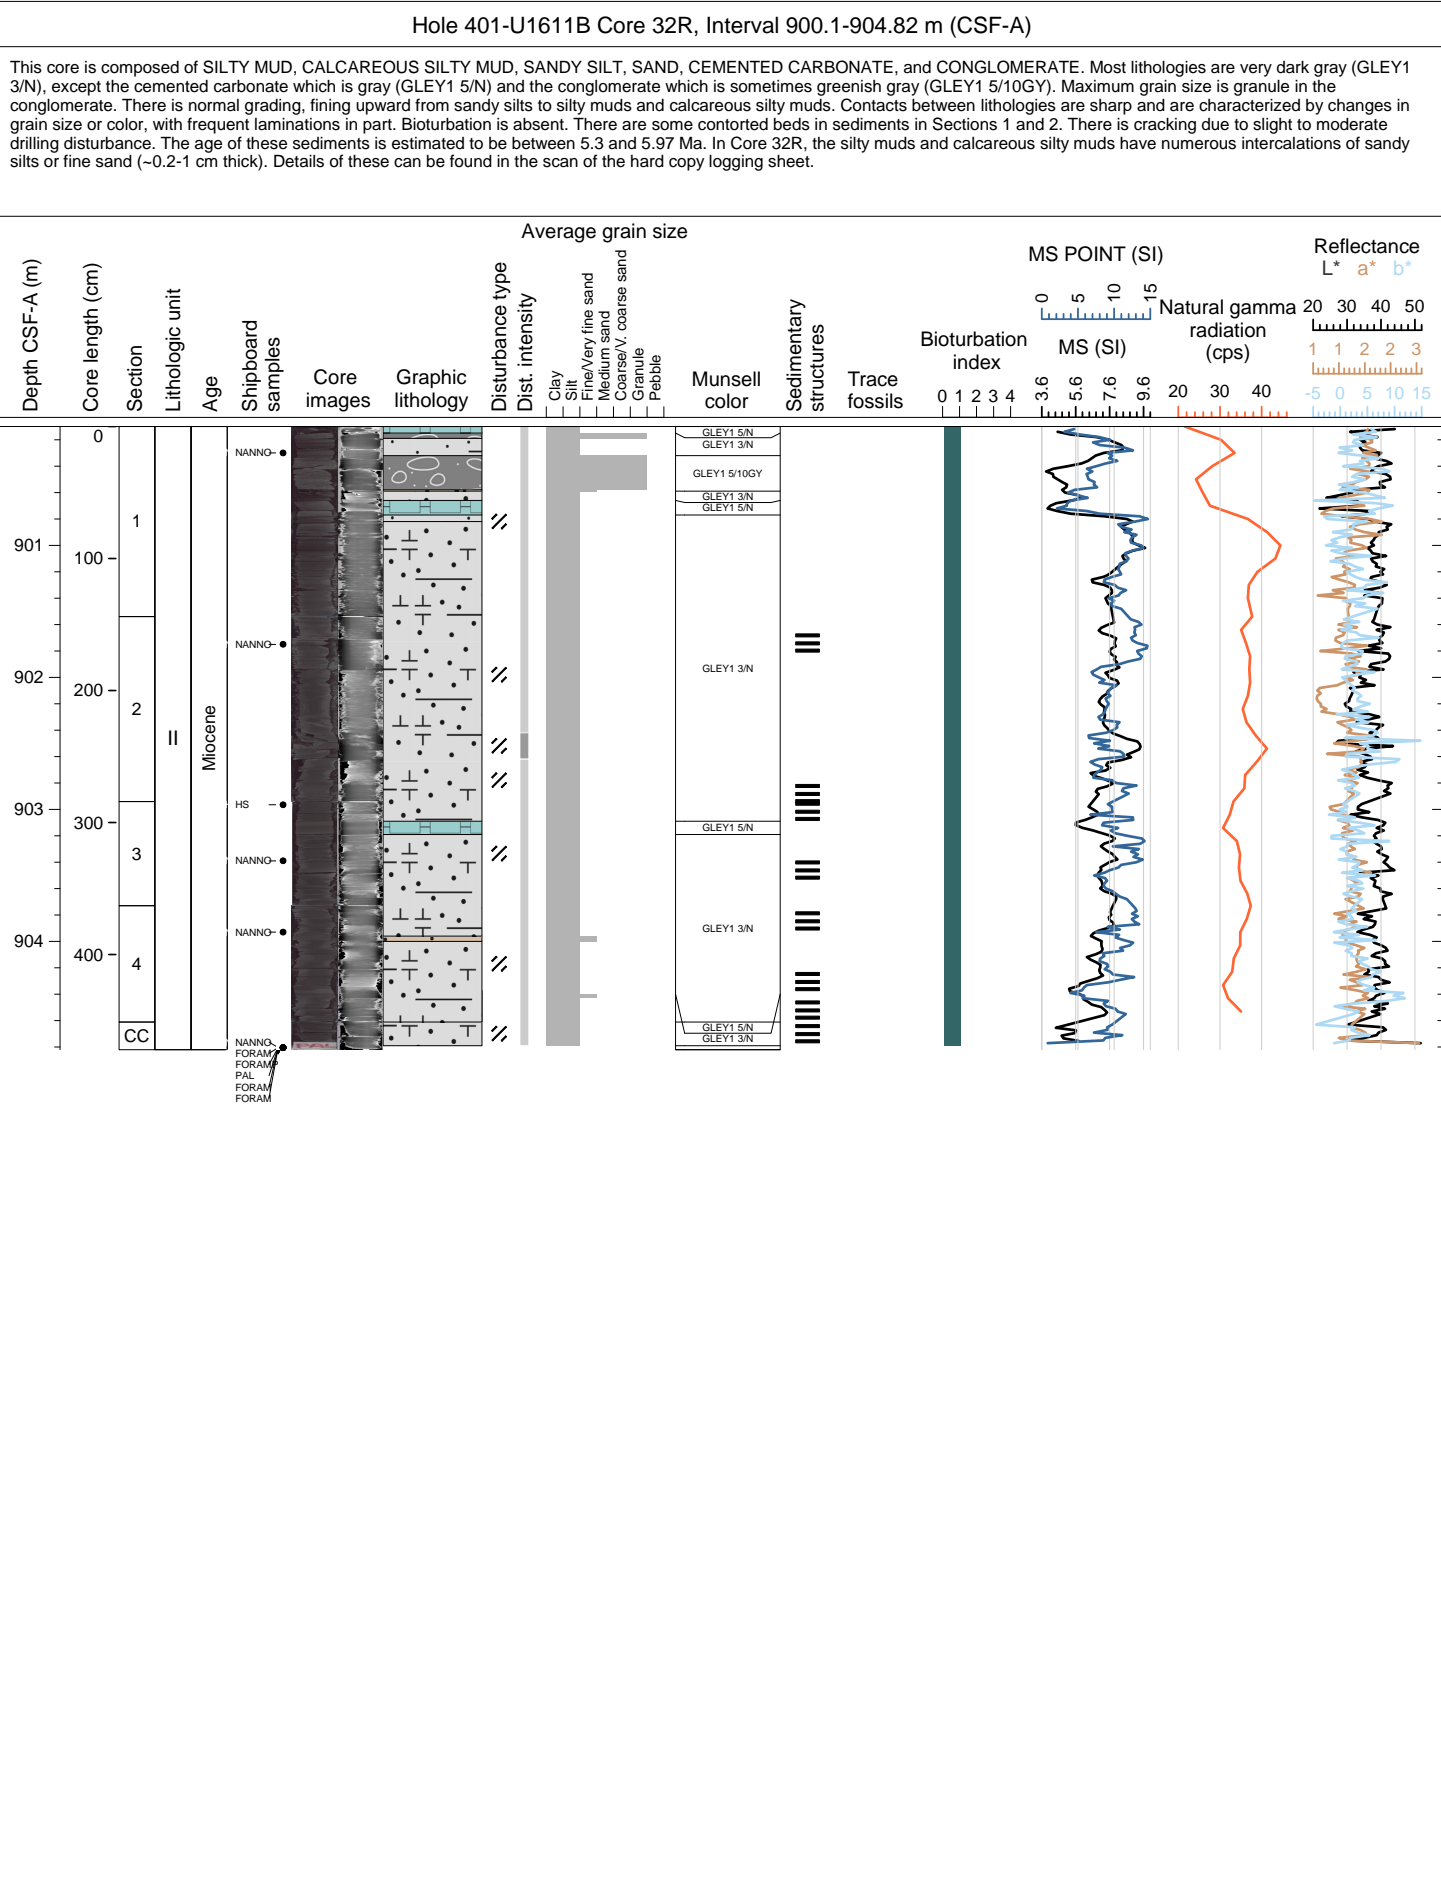 Hole 401-U1611B Core 32R, Interval 900.1-904.82 m (CSF-A)
This core is composed of SILTY MUD, CALCAREOUS SILTY MUD, SANDY SILT, SAND, CEMENTED CARBONATE, and CONGLOMERATE. Most lithologies are very dark gray (GLEY1
3/N), except the cemented carbonate which is gray (GLEY1 5/N) and the conglomerate which is sometimes greenish gray (GLEY1 5/10GY). Maximum grain size is granule in the
conglomerate. There is normal grading, fining upward from sandy silts to silty muds and calcareous silty muds. Contacts between lithologies are sharp and are characterized by changes in
grain size or color, with frequent laminations in part. Bioturbation is absent. There are some contorted beds in sediments in Sections 1 and 2. There is cracking due to slight to moderate
drilling disturbance. The age of these sediments is estimated to be between 5.3 and 5.97 Ma. In Core 32R, the silty muds and calcareous silty muds have numerous intercalations of sandy
silts or fine sand (~0.2-1 cm thick). Details of these can be found in the scan of the hard copy logging sheet.
Depth CSF-A (m)
Core length (cm)
Section
Lithologic unit
Age
Shipboard
samples
Core
images
Graphic
lithology
Disturbance type
Dist. intensity
Average grain size
Clay
Silt
Fine/Very fine sand
Medium sand
Coarse/V. coarse sand
Granule
Pebble
Munsell
color
Sedimentary
structures
Trace
fossils
Bioturbation
index
0 1 2 3 4
MS POINT (SI)
0 5 10 15
MS (SI)
3.6 5.6 7.6 9.6
Natural gamma
radiation
(cps)
20 30 40
Reflectance
L* a* b*
20 30 40 50
1 1 2 2 3
-5 0 5 10 15
901
902
903
904
0
100
200
300
400
1
2
3
4
CC
II
Miocene
NANNO
NANNO
HS
NANNO
NANNO
NANNO
FORAM
FORAMP
PAL
FORAM
FORAM
PAL
GLEY1 5/N
GLEY1 3/N
GLEY1 5/10GY
GLEY1 3/N
GLEY1 5/N
GLEY1 3/N
GLEY1 5/N
GLEY1 3/N
GLEY1 5/N
GLEY1 3/N